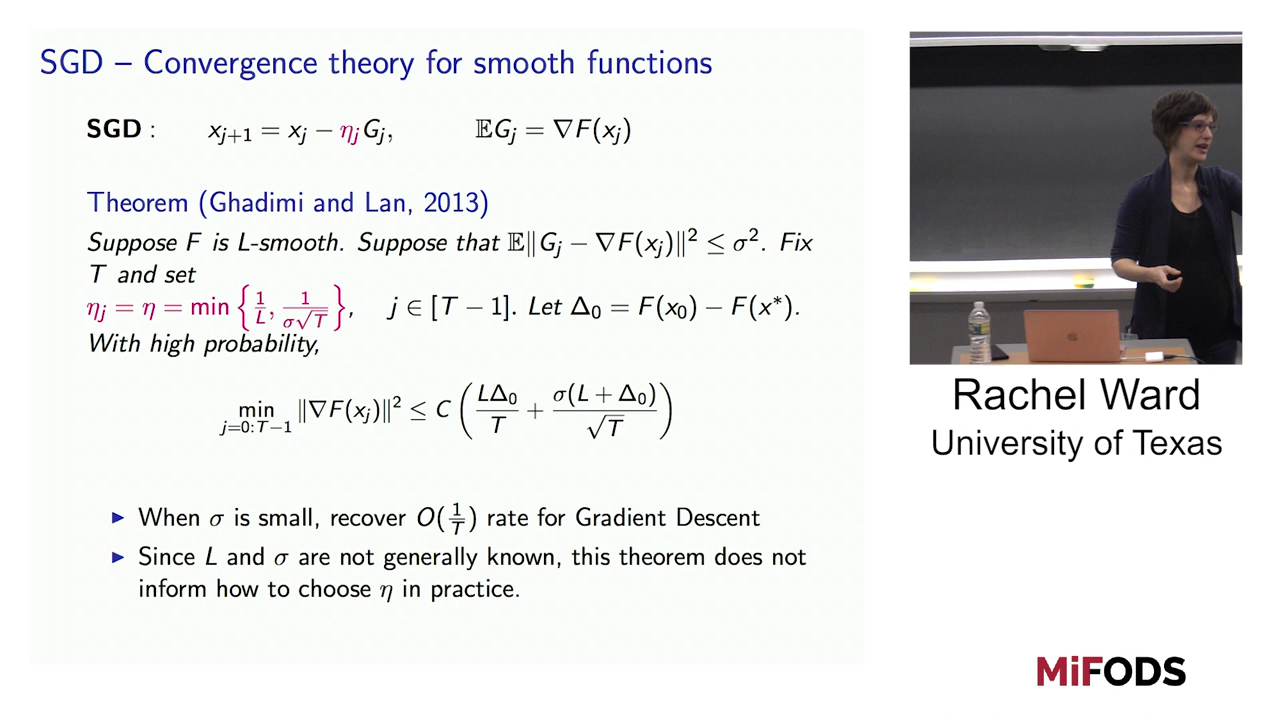 SGD – Convergence theory for smooth functions
SGD : x_{j+1} = x_j − η_j G_j, 𝔼G_j = ∇F(x_j)
Theorem (Ghadimi and Lan, 2013)
Suppose F is L-smooth. Suppose that 𝔼‖G_j − ∇F(x_j)‖² ≤ σ². Fix
T and set
η_j = η = min {1/L, 1/(σ√T)}, j ∈ [T − 1]. Let Δ₀ = F(x₀) − F(x*).
With high probability,
min_{j=0:T−1} ‖∇F(x_j)‖² ≤ C (LΔ₀/T + σ(L + Δ₀)/√T)
▶ When σ is small, recover O(1/T) rate for Gradient Descent
▶ Since L and σ are not generally known, this theorem does not
inform how to choose η in practice.
Rachel Ward
University of Texas
MiFODS